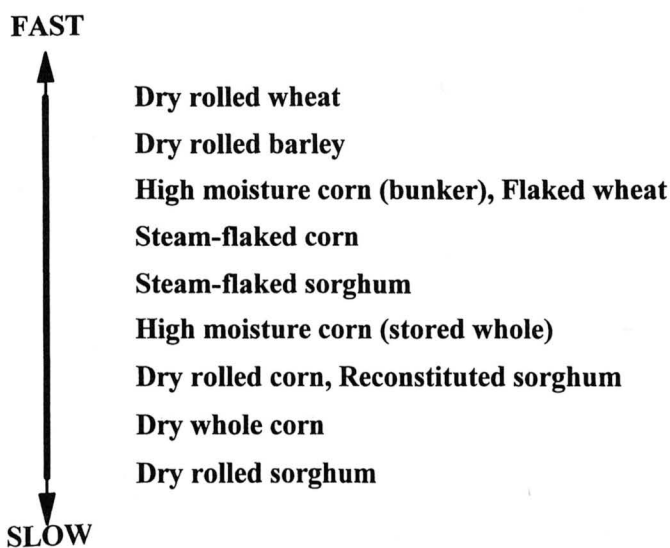 FAST
Dry rolled wheat
Dry rolled barley
High moisture corn (bunker), Flaked wheat
Steam-flaked corn
Steam-flaked sorghum
High moisture corn (stored whole)
Dry rolled corn, Reconstituted sorghum
Dry whole corn
Dry rolled sorghum
SLOW